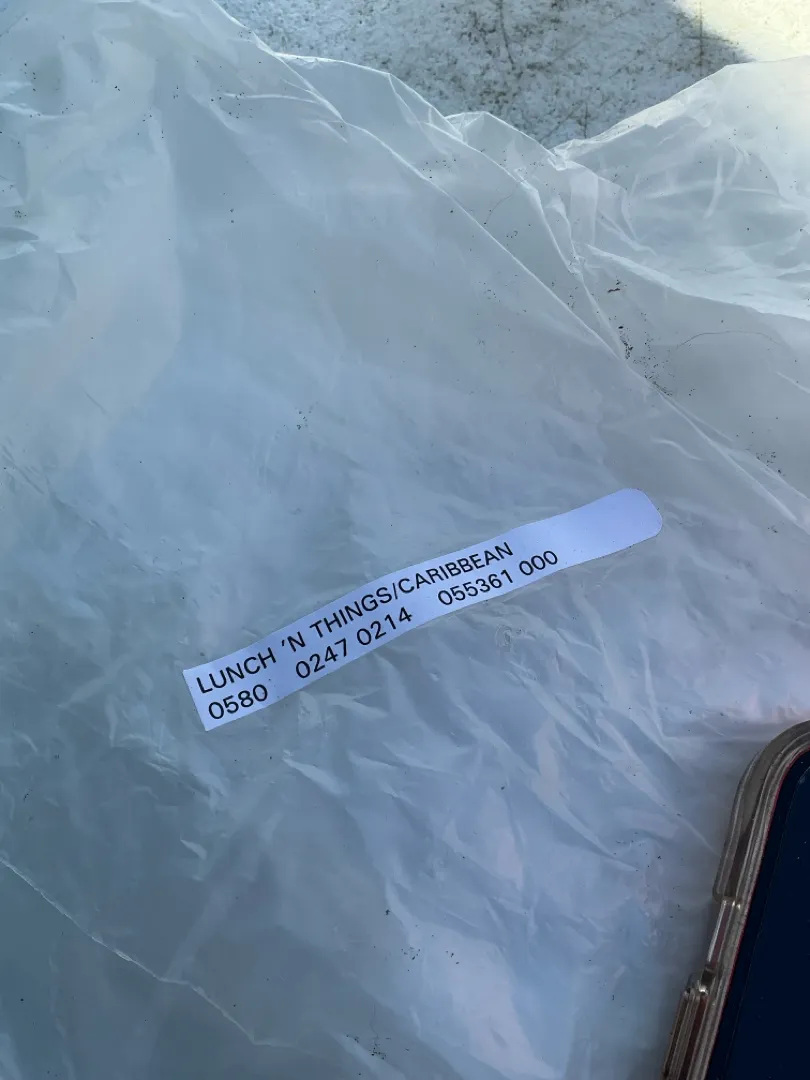 LUNCH 'N THINGS/CARIBBEAN
0580 0247 0214 055361 000